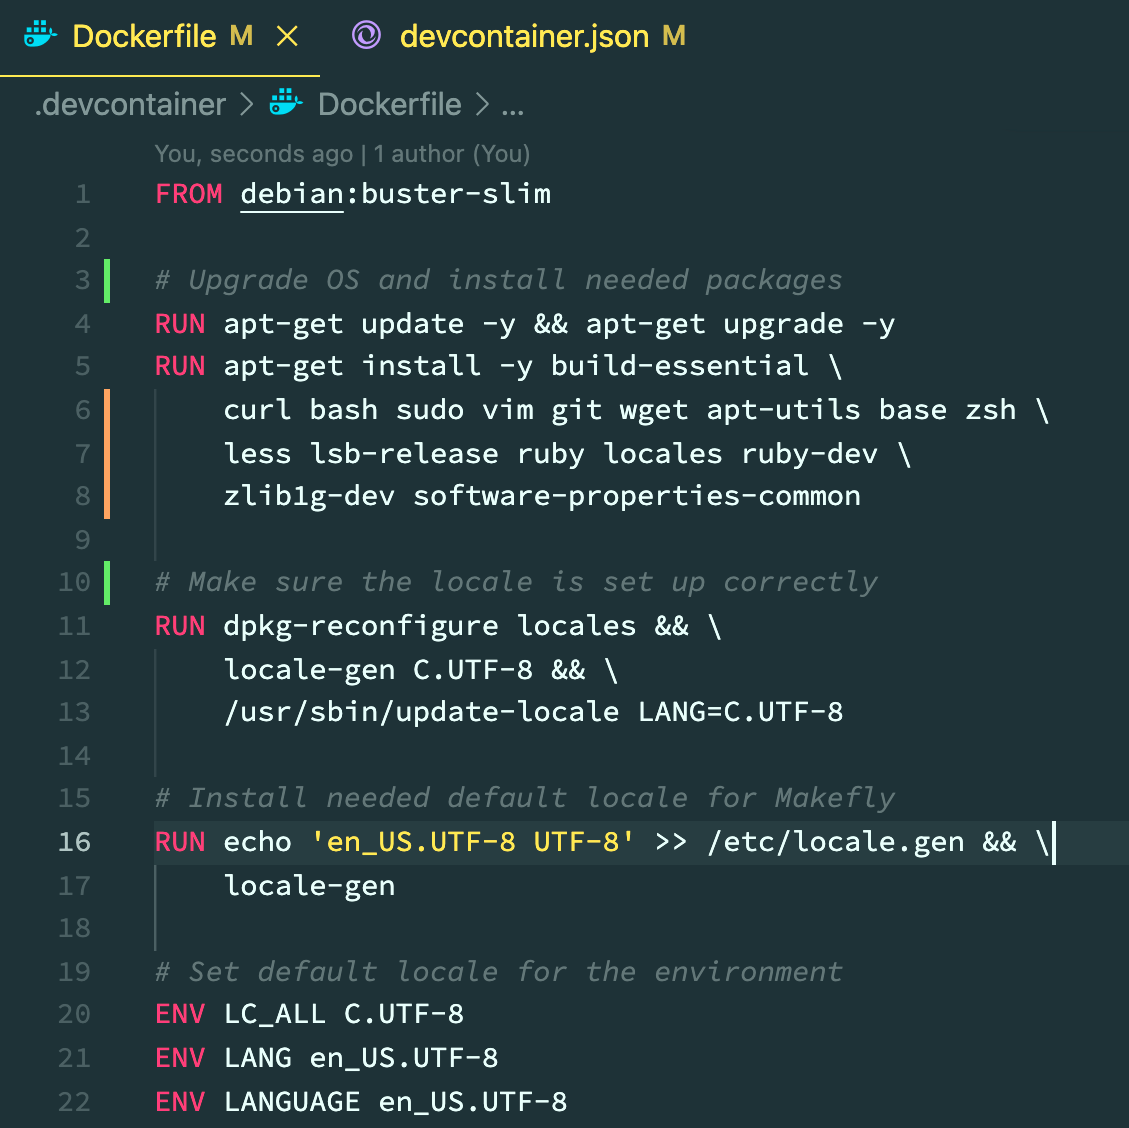 Dockerfile M × devcontainer.json M
.devcontainer > Dockerfile > ...
You, seconds ago | 1 author (You)
1 FROM debian:buster-slim
2
3 # Upgrade OS and install needed packages
4 RUN apt-get update -y && apt-get upgrade -y
5 RUN apt-get install -y build-essential \
6 curl bash sudo vim git wget apt-utils base zsh \
7 less lsb-release ruby locales ruby-dev \
8 zlib1g-dev software-properties-common
9
10 # Make sure the locale is set up correctly
11 RUN dpkg-reconfigure locales && \
12 locale-gen C.UTF-8 && \
13 /usr/sbin/update-locale LANG=C.UTF-8
14
15 # Install needed default locale for Makefly
16 RUN echo 'en_US.UTF-8 UTF-8' >> /etc/locale.gen && \
17 locale-gen
18
19 # Set default locale for the environment
20 ENV LC_ALL C.UTF-8
21 ENV LANG en_US.UTF-8
22 ENV LANGUAGE en_US.UTF-8